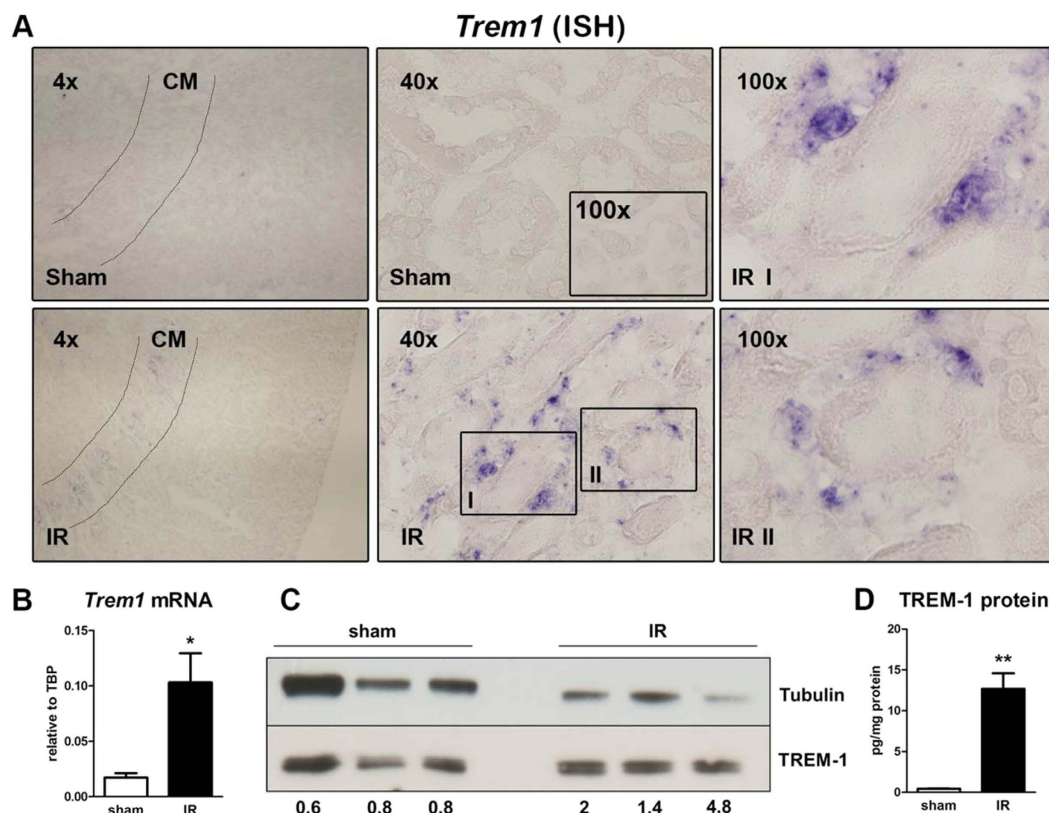 A
Trem1 (ISH)
4x
CM
Sham
40x
100x
Sham
100x
IR I
4x
CM
IR
40x
I
II
IR
100x
IR II
B
Trem1 mRNA
relative to TBP
0.15
0.10
0.05
0.00
*
sham
IR
C
sham
IR
Tubulin
TREM-1
0.6 0.8 0.8 2 1.4 4.8
D
TREM-1 protein
pg/mg protein
20
15
10
5
0
**
sham
IR